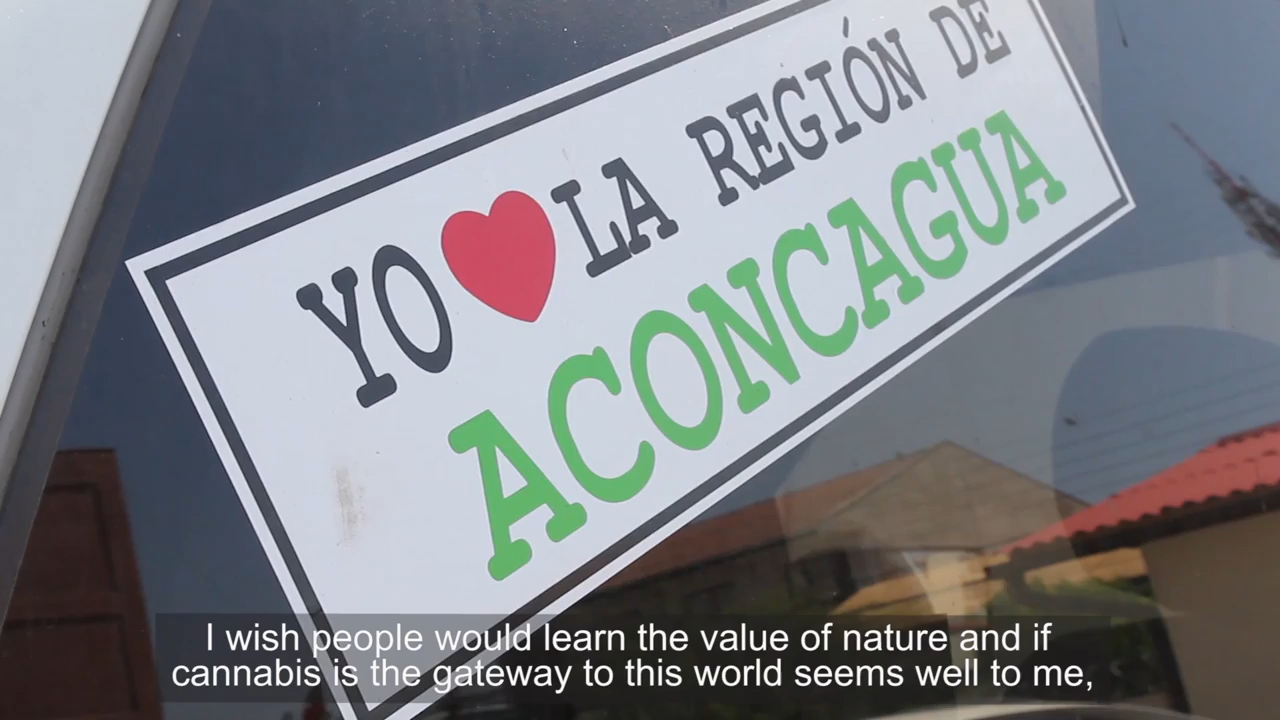 YO ❤ LA REGIÓN DE
ACONCAGUA
I wish people would learn the value of nature and if
cannabis is the gateway to this world seems well to me,